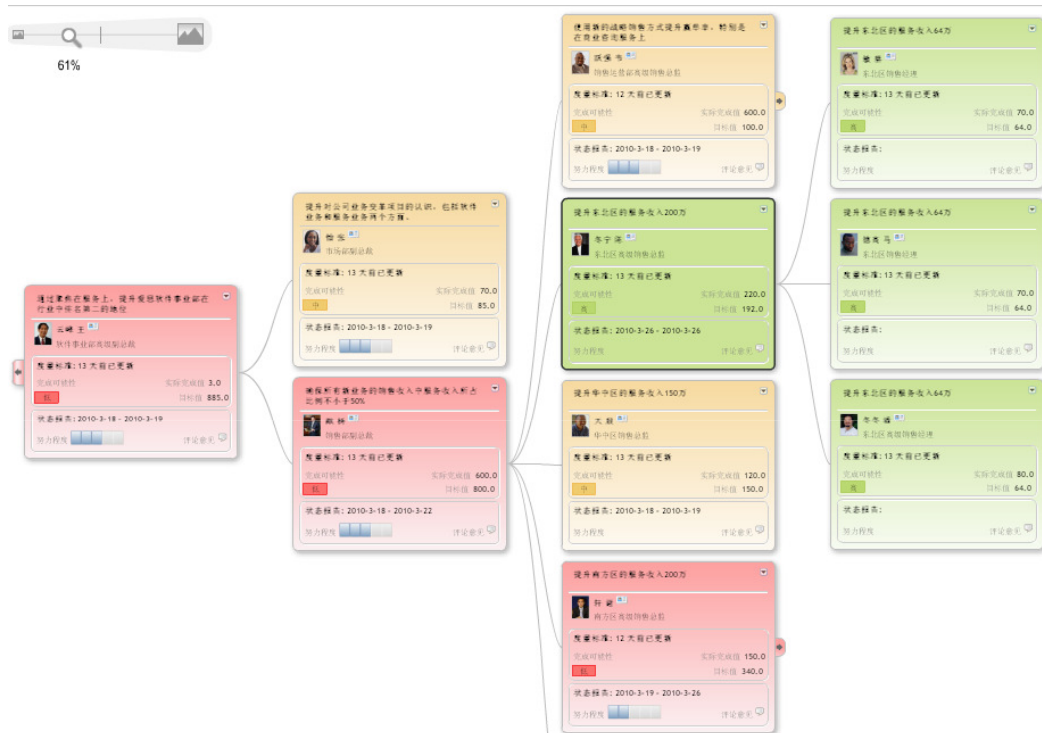 61%
通过聚焦在服务上，提升爱思软件事业部在
行业中排名第二的地位
云峰 王
软件事业部高级副总裁
度量标准: 13 天前已更新
完成可能性 实际完成值 3.0
低 目标值 885.0
状态报告: 2010-3-18 - 2010-3-19
努力程度 评论意见
提升对公司业务变革项目的认识，包括软件
业务和服务业务两个方面。
怡 张
市场部副总裁
度量标准: 13 天前已更新
完成可能性 实际完成值 70.0
中 目标值 85.0
状态报告: 2010-3-18 - 2010-3-19
努力程度 评论意见
确保所有新业务的销售收入中服务收入所占
比例不小于50%
销售部副总裁
度量标准: 13 天前已更新
完成可能性 实际完成值 600.0
低 目标值 800.0
状态报告: 2010-3-18 - 2010-3-22
努力程度 评论意见
使用新的战略销售方式提升赢单率，特别是
在商业咨询服务上
销售运营部高级销售总监
度量标准: 12 天前已更新
完成可能性 实际完成值 600.0
中 目标值 100.0
状态报告: 2010-3-18 - 2010-3-19
努力程度 评论意见
提升东北区的服务收入200万
东北区高级销售总监
度量标准: 13 天前已更新
完成可能性 实际完成值 220.0
高 目标值 192.0
状态报告: 2010-3-26 - 2010-3-26
努力程度 评论意见
提升华中区的服务收入150万
华中区销售总监
度量标准: 13 天前已更新
完成可能性 实际完成值 120.0
中 目标值 150.0
状态报告: 2010-3-18 - 2010-3-19
努力程度 评论意见
提升南方区的服务收入200万
南方区高级销售总监
度量标准: 12 天前已更新
完成可能性 实际完成值 150.0
低 目标值 340.0
状态报告: 2010-3-19 - 2010-3-26
努力程度 评论意见
提升东北区的服务收入64万
东北区销售经理
度量标准: 13 天前已更新
完成可能性 实际完成值 70.0
高 目标值 64.0
状态报告:
努力程度 评论意见
提升东北区的服务收入64万
德高 马
东北区销售经理
度量标准: 13 天前已更新
完成可能性 实际完成值 70.0
高 目标值 64.0
状态报告:
努力程度 评论意见
提升东北区的服务收入64万
东北区高级销售经理
度量标准: 13 天前已更新
完成可能性 实际完成值 80.0
高 目标值 64.0
状态报告:
努力程度 评论意见